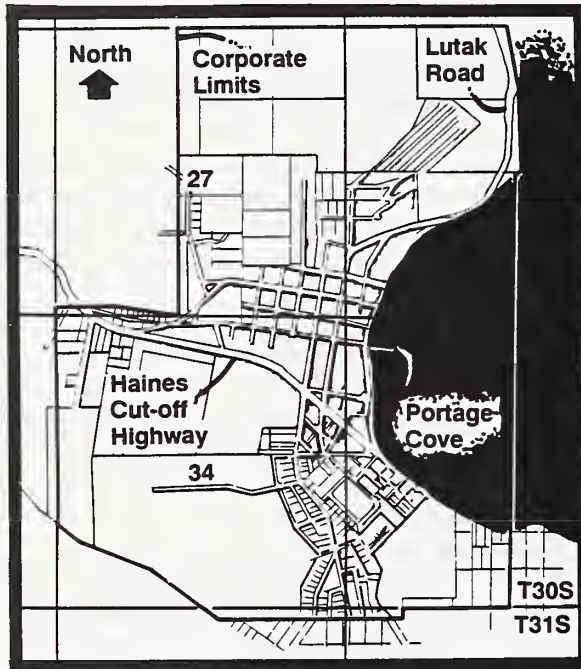 North
Corporate
Limits
Lutak
Road
27
Haines
Cut-off
Highway
Portage
Cove
34
T30S
T31S